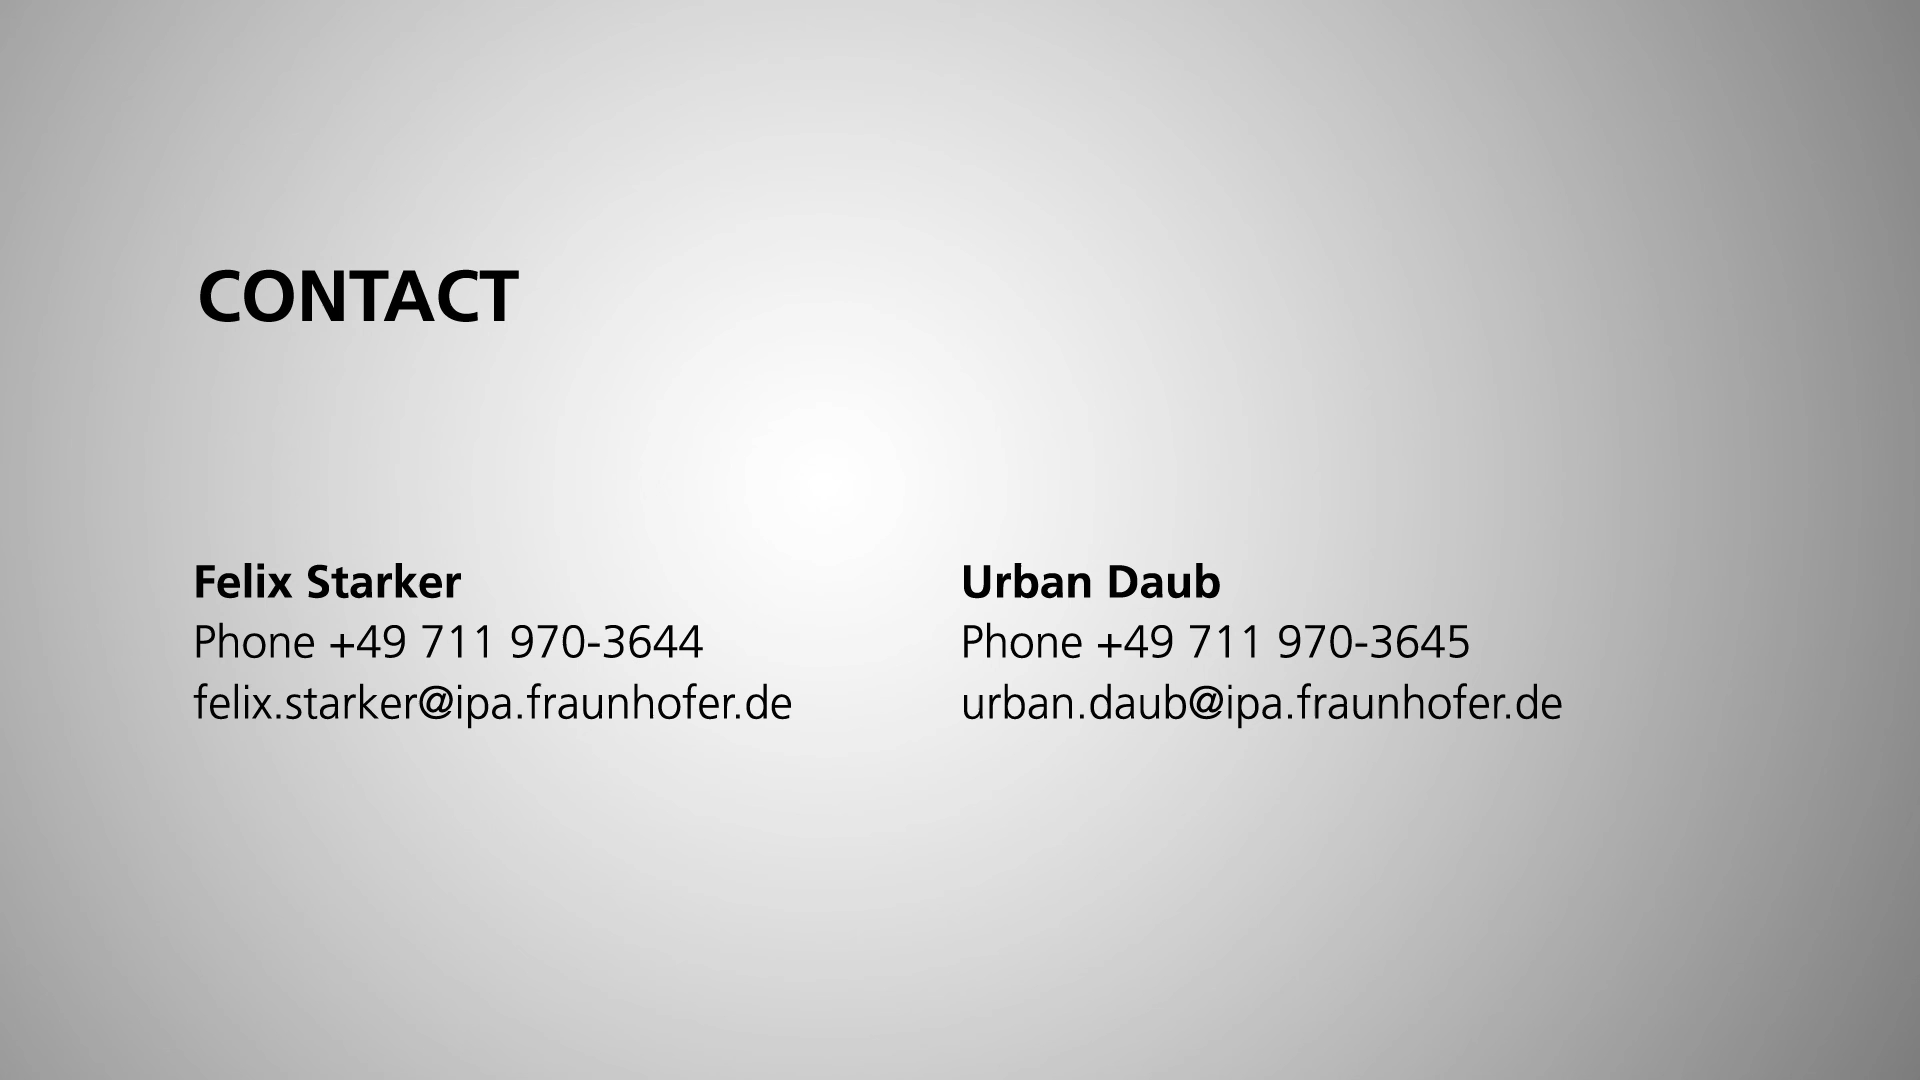 CONTACT
Felix Starker
Phone +49 711 970-3644
felix.starker@ipa.fraunhofer.de
Urban Daub
Phone +49 711 970-3645
urban.daub@ipa.fraunhofer.de